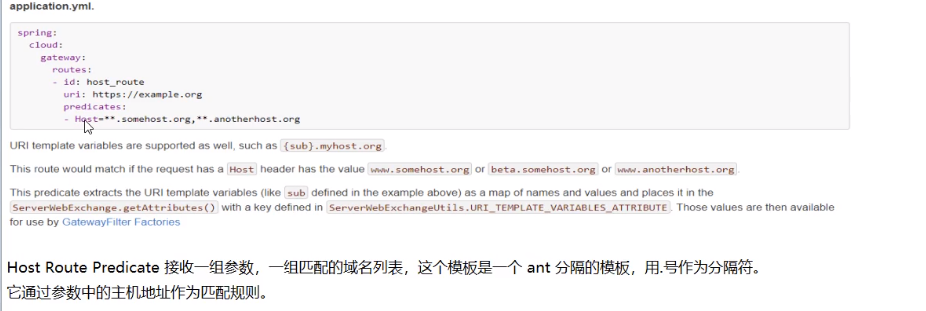 application.yml.
spring:
  cloud:
    gateway:
      routes:
      - id: host_route
        uri: https://example.org
        predicates:
        - Host=**.somehost.org,**.anotherhost.org
URI template variables are supported as well, such as {sub}.myhost.org.
This route would match if the request has a Host header has the value www.somehost.org or beta.somehost.org or www.anotherhost.org.
This predicate extracts the URI template variables (like sub defined in the example above) as a map of names and values and places it in the
ServerWebExchange.getAttributes() with a key defined in ServerWebExchangeUtils.URI_TEMPLATE_VARIABLES_ATTRIBUTE. Those values are then available
for use by GatewayFilter Factories
Host Route Predicate 接收一组参数，一组匹配的域名列表，这个模板是一个 ant 分隔的模板，用.号作为分隔符。
它通过参数中的主机地址作为匹配规则。